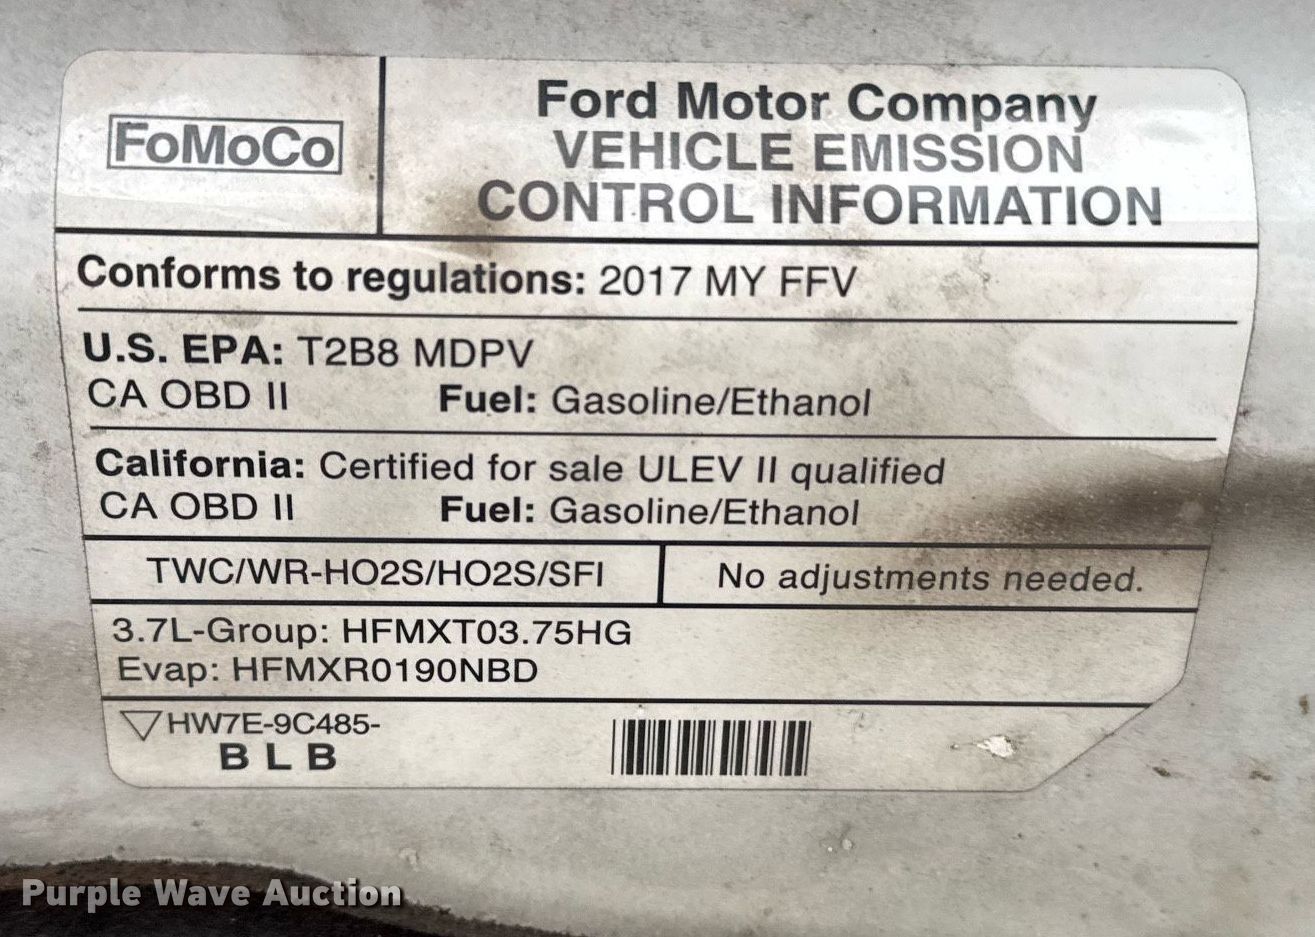 FoMoCo
Ford Motor Company
VEHICLE EMISSION
CONTROL INFORMATION
Conforms to regulations: 2017 MY FFV
U.S. EPA: T2B8 MDPV
CA OBD II Fuel: Gasoline/Ethanol
California: Certified for sale ULEV II qualified
CA OBD II Fuel: Gasoline/Ethanol
TWC/WR-HO2S/HO2S/SFI No adjustments needed.
3.7L-Group: HFMXT03.75HG
Evap: HFMXR0190NBD
HW7E-9C485-
B L B
Purple Wave Auction